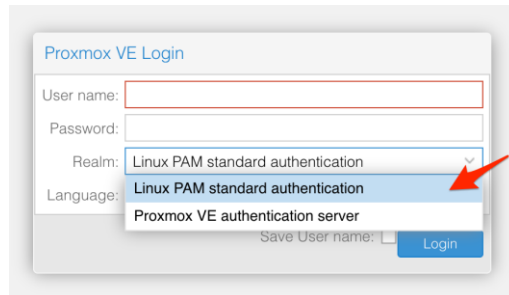 Proxmox VE Login
User name:
Password:
Realm: Linux PAM standard authentication
Linux PAM standard authentication
Language:
Proxmox VE authentication server
Save User name:
Login